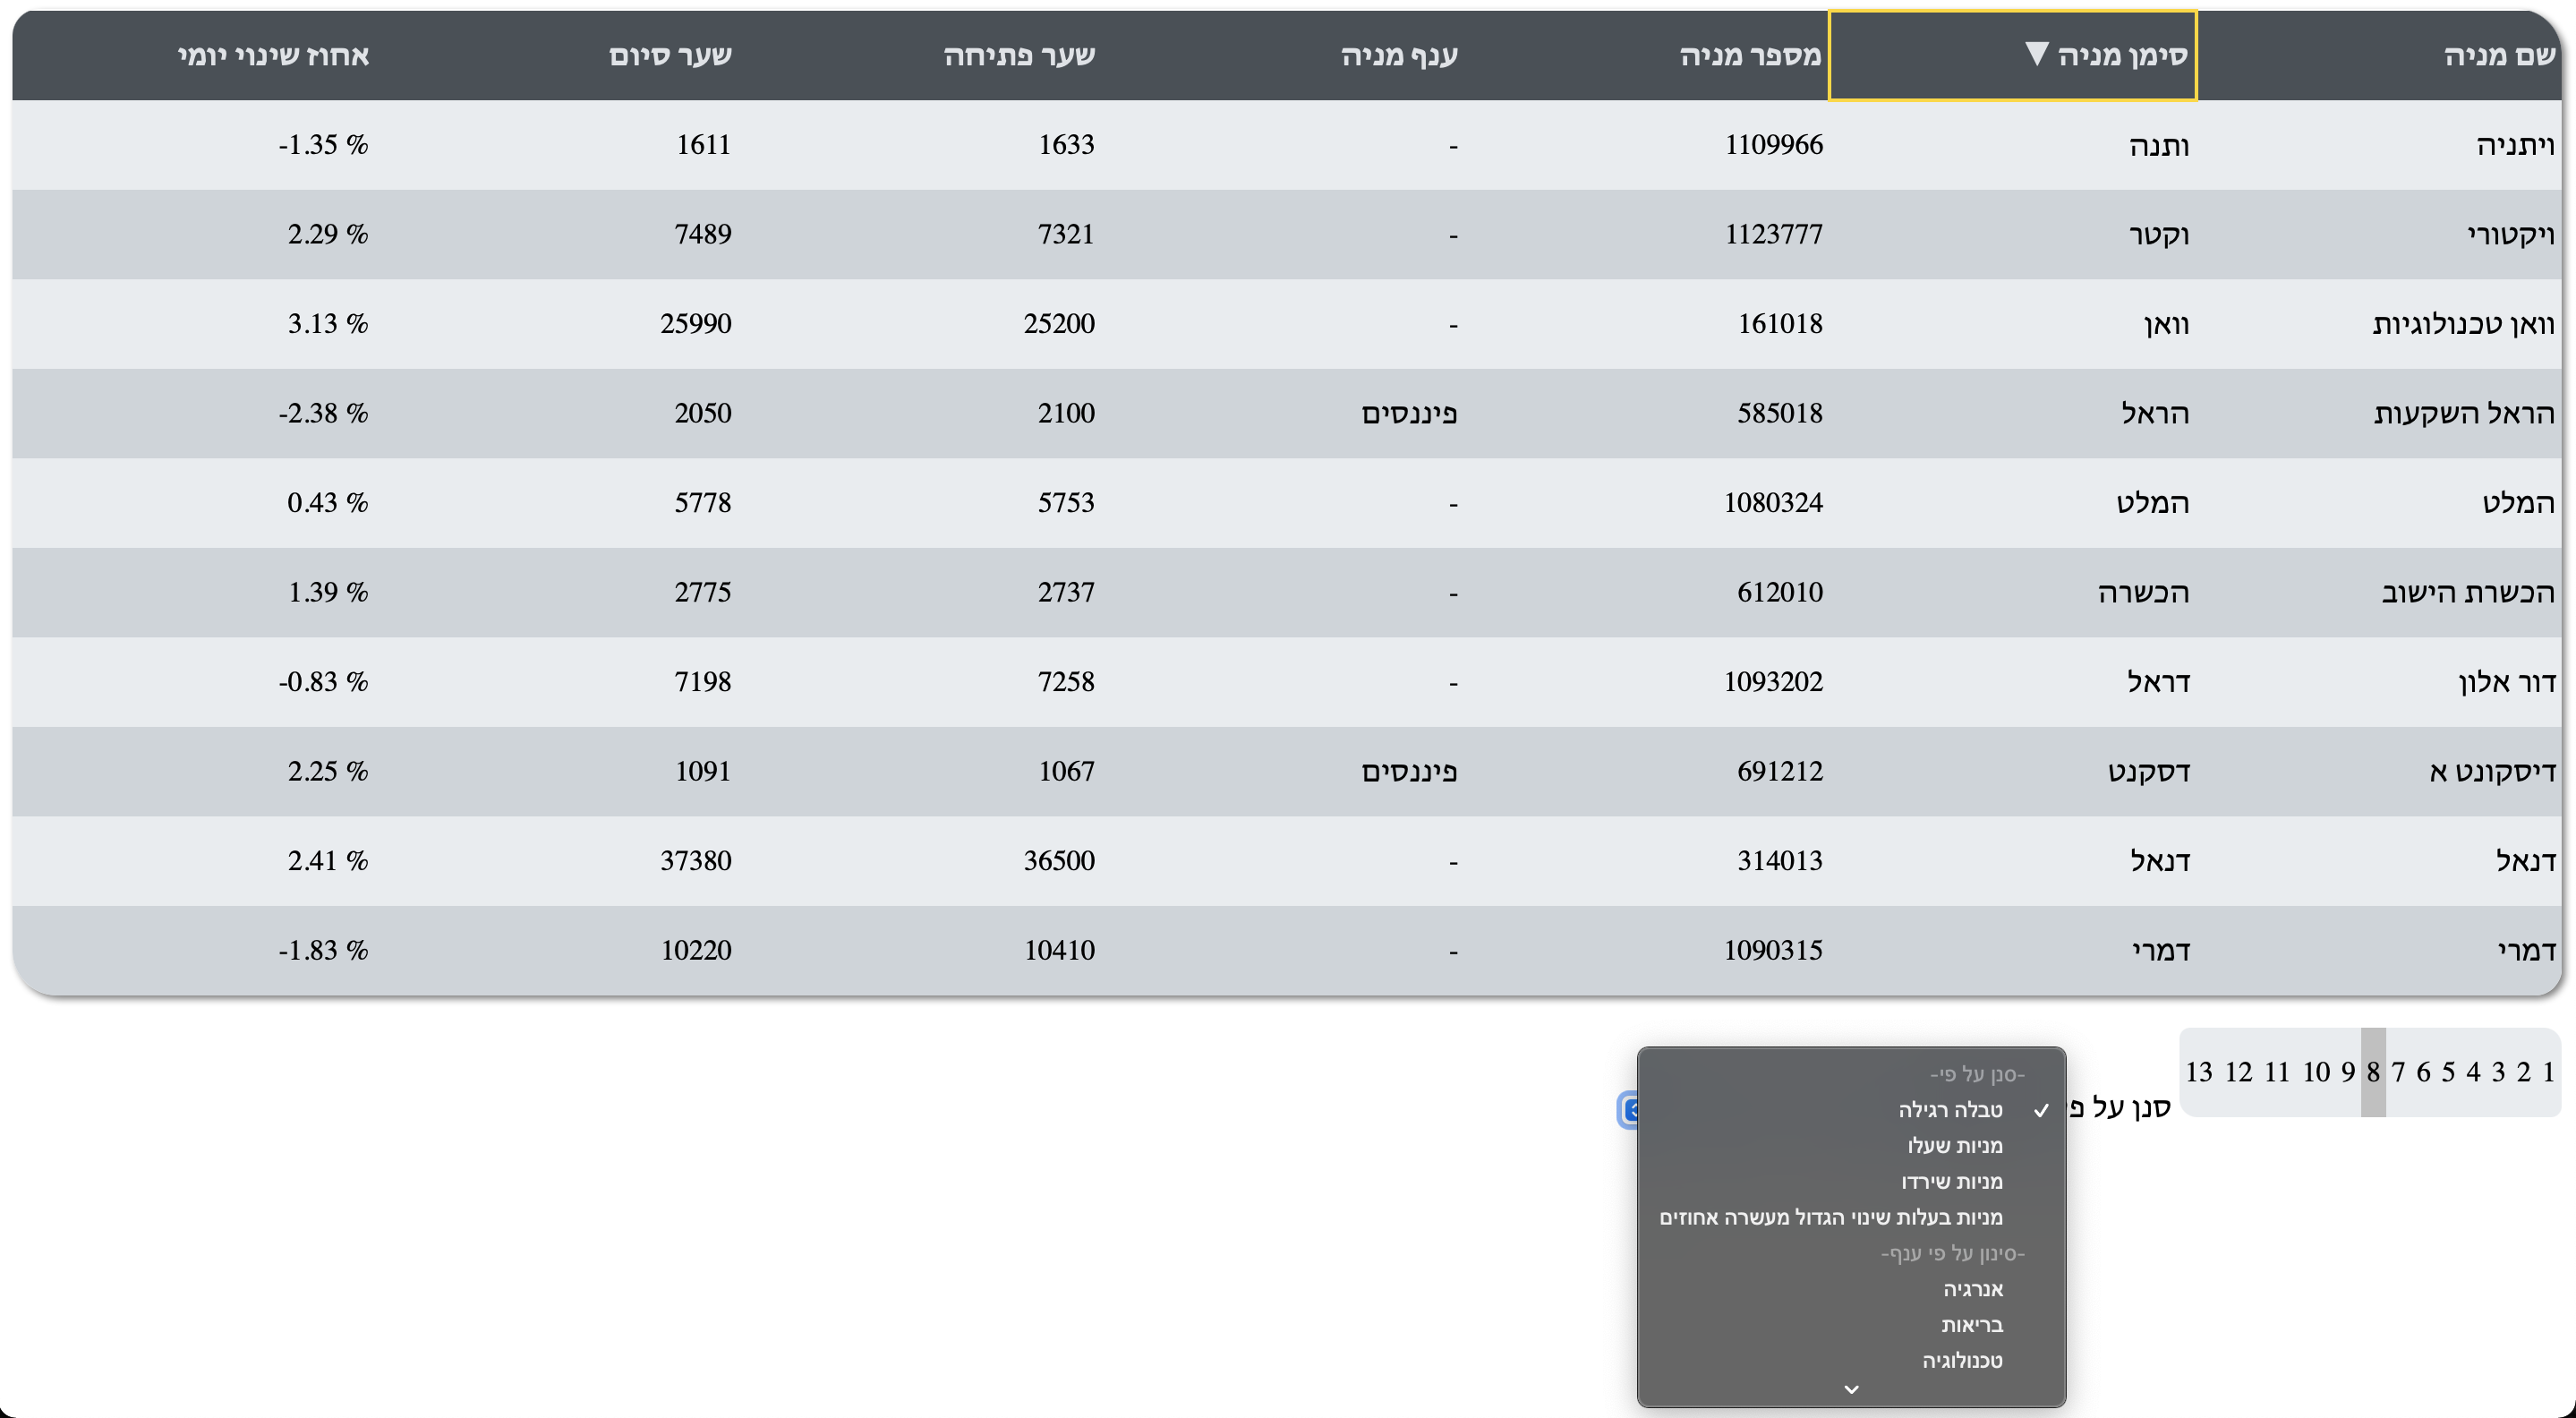 שם מניה סימן מניה ▼ מספר מניה ענף מניה שער פתיחה שער סיום אחוז שינוי יומי
ויתניה ותנה 1109966 - 1633 1611 -1.35 %
ויקטורי וקטר 1123777 - 7321 7489 2.29 %
וואן טכנולוגיות וואן 161018 - 25200 25990 3.13 %
הראל השקעות הראל 585018 פיננסים 2100 2050 -2.38 %
המלט המלט 1080324 - 5753 5778 0.43 %
הכשרת הישוב הכשרה 612010 - 2737 2775 1.39 %
דור אלון דראל 1093202 - 7258 7198 -0.83 %
דיסקונט א דסקנט 691212 פיננסים 1067 1091 2.25 %
דנאל דנאל 314013 - 36500 37380 2.41 %
דמרי דמרי 1090315 - 10410 10220 -1.83 %
1 2 3 4 5 6 7 8 9 10 11 12 13
סנן על פ
-סנן על פי-
✓ טבלה רגילה
מניות שעלו
מניות שירדו
מניות בעלות שינוי הגדול מעשרה אחוזים
-סינון על פי ענף-
אנרגיה
בריאות
טכנולוגיה